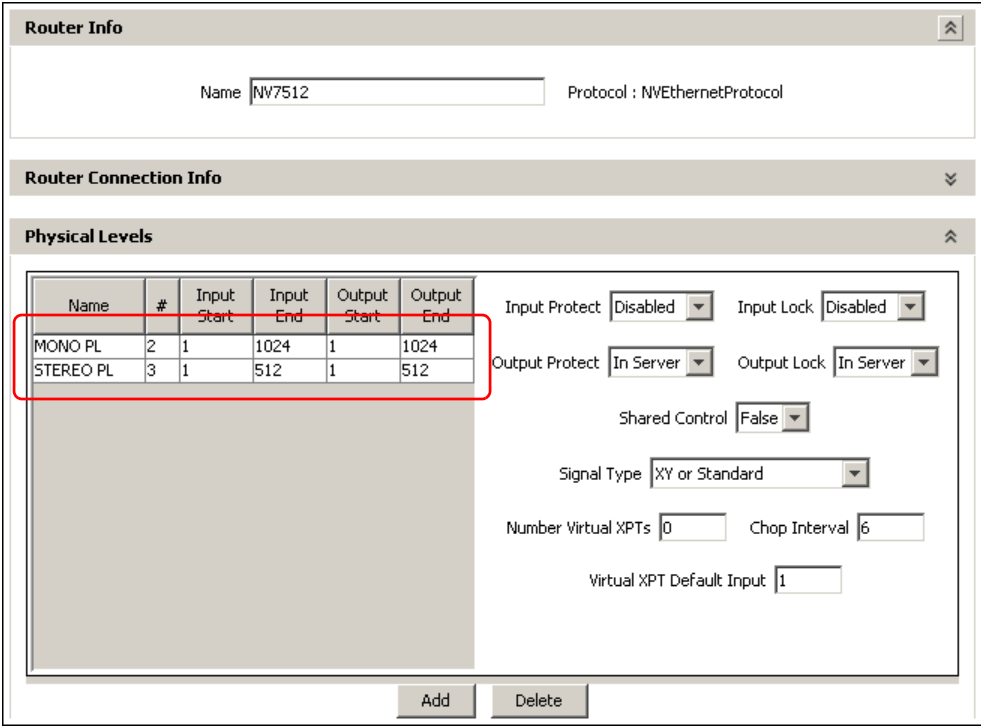 Router Info
Name NV7512 Protocol : NVEthernetProtocol
Router Connection Info
Physical Levels
Name # Input Start Input End Output Start Output End
MONO PL 2 1 1024 1 1024
STEREO PL 3 1 512 1 512
Input Protect Disabled Input Lock Disabled
Output Protect In Server Output Lock In Server
Shared Control False
Signal Type XY or Standard
Number Virtual XPTs 0 Chop Interval 6
Virtual XPT Default Input 1
Add Delete